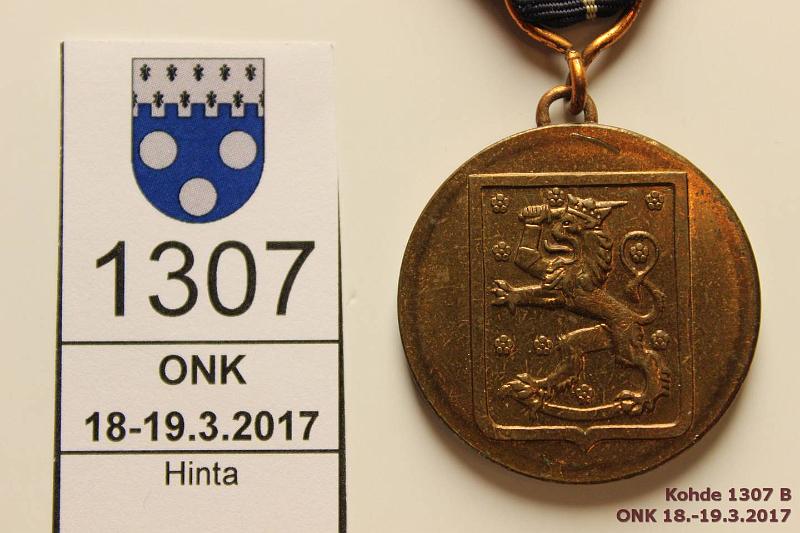 1307
ONK
18-19.3.2017
Hinta
Kohde 1307 B
ONK 18.-19.3.2017